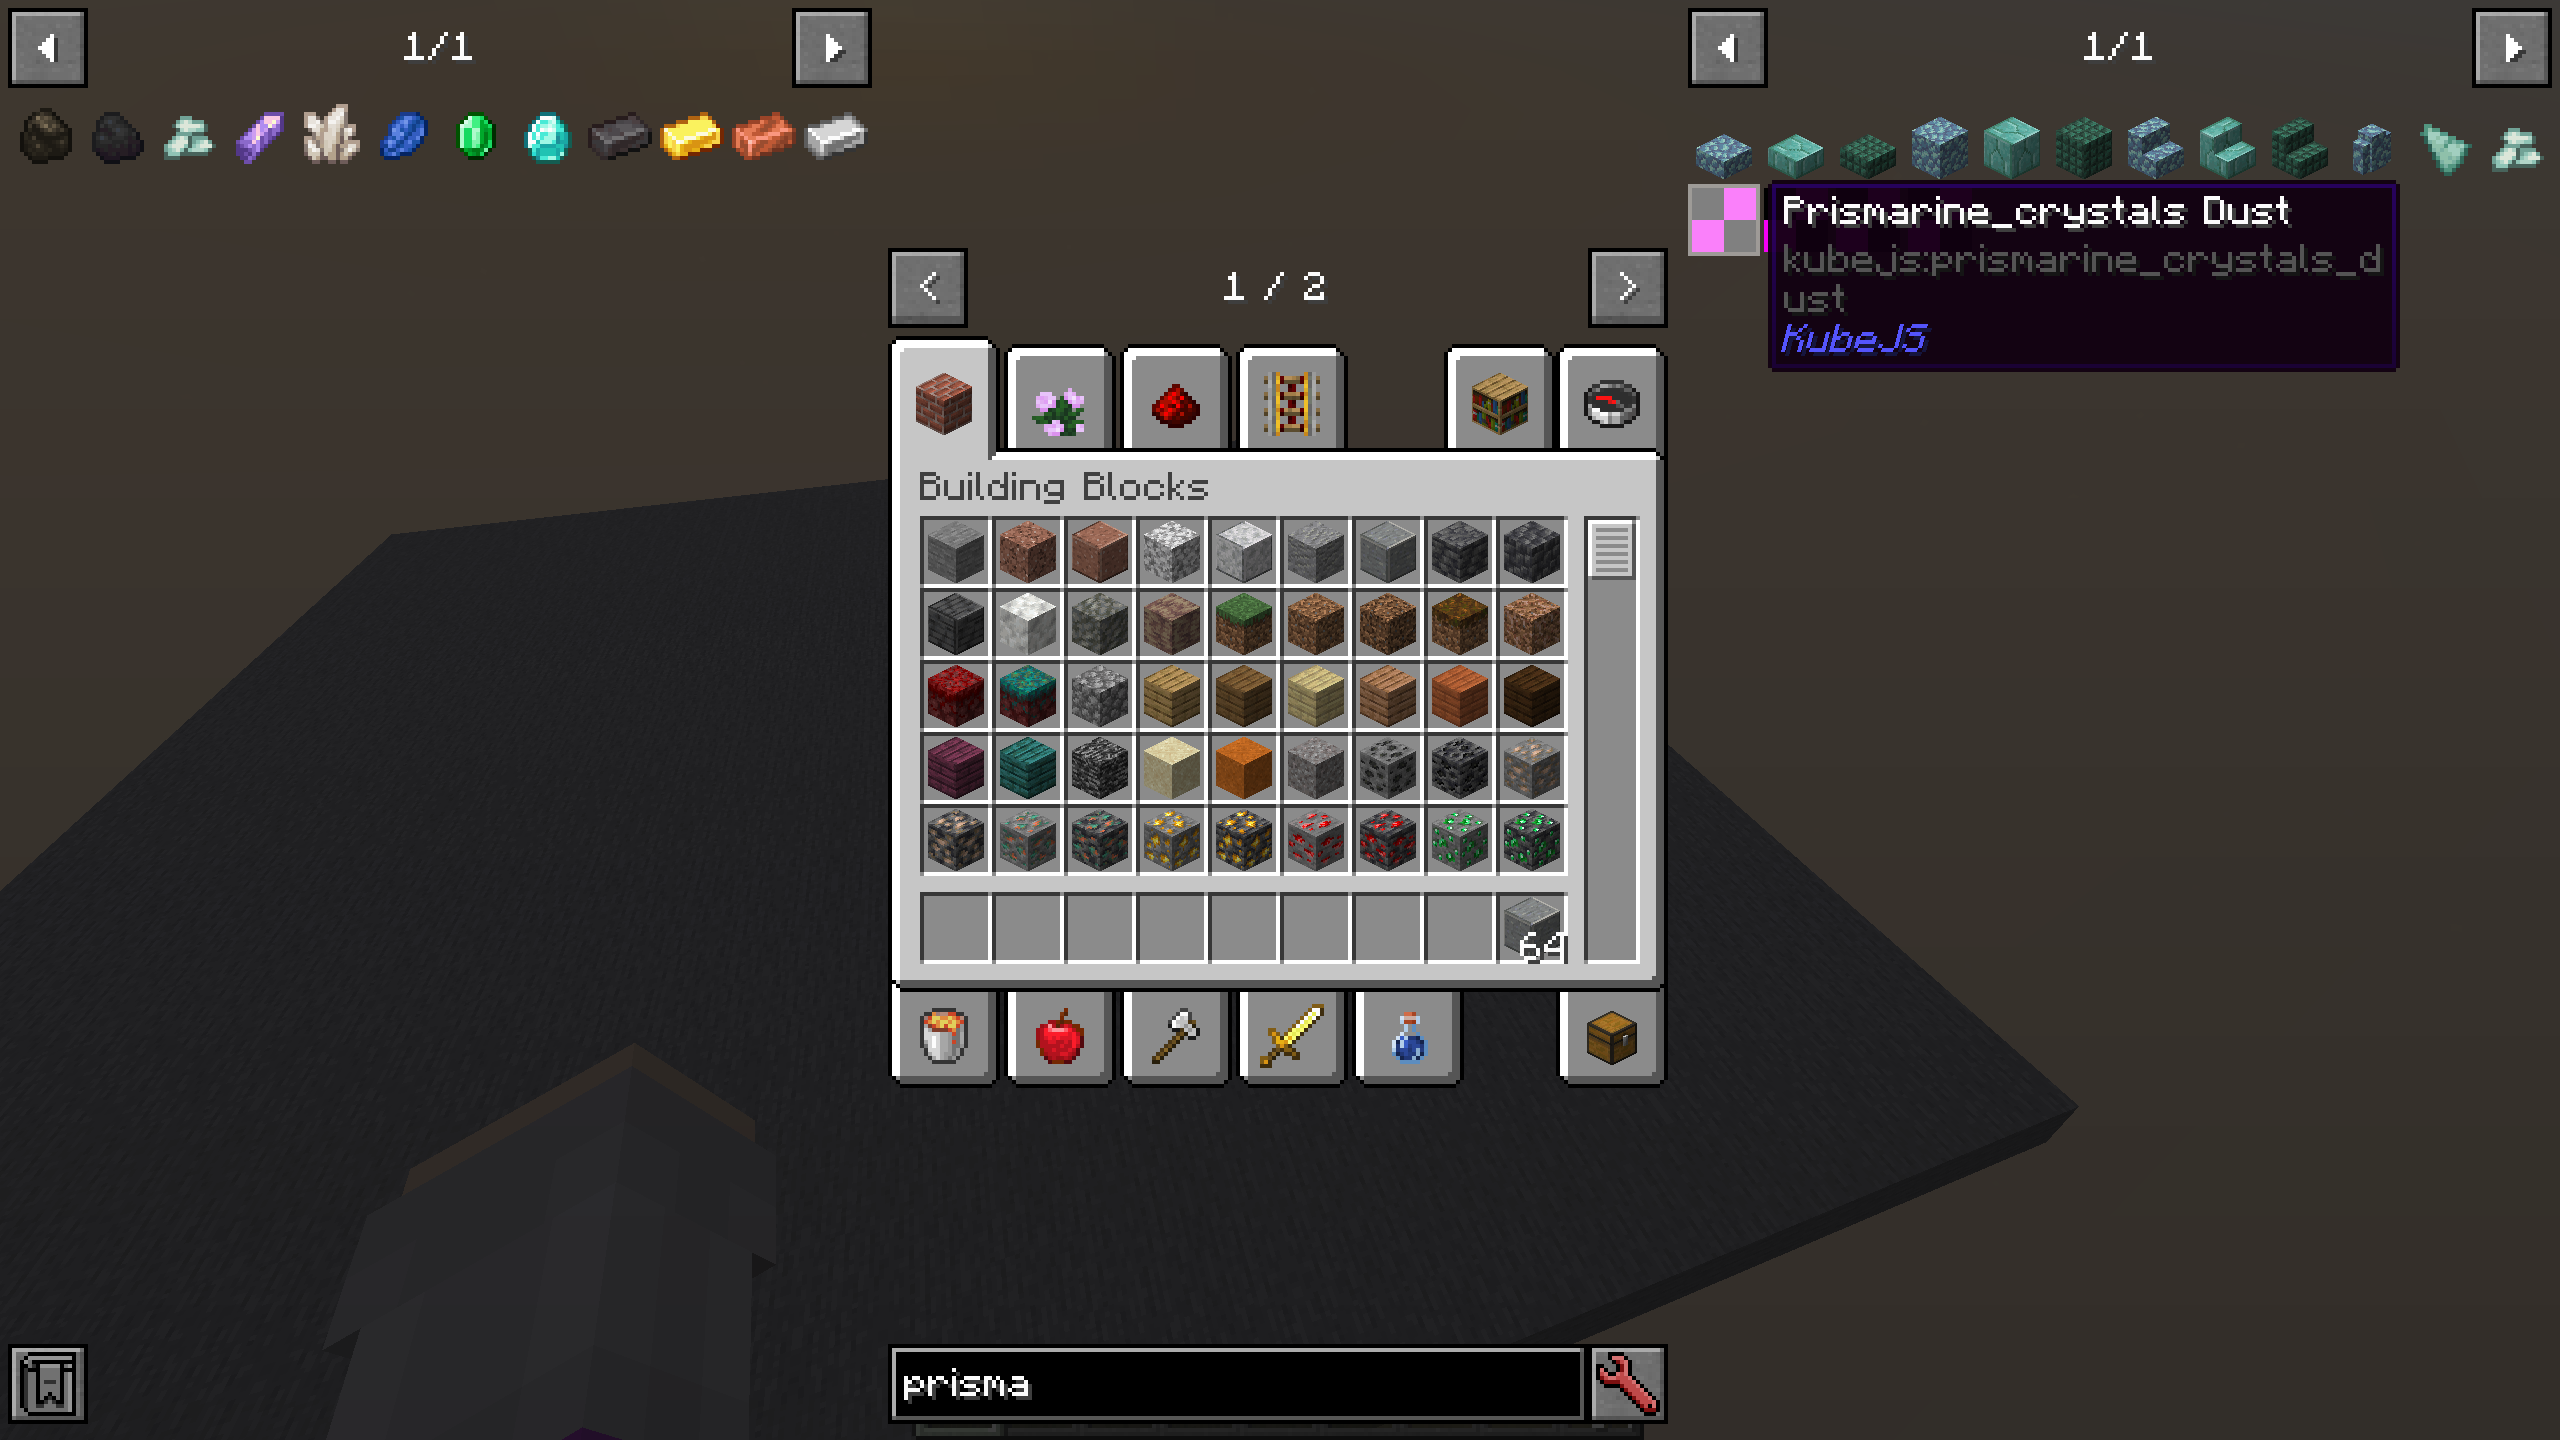 1/1
1/1
Prismarine_crystals Dust
kubejs:prismarine_crystals_d
ust
KubeJS
1 / 2
Building Blocks
64
prisma